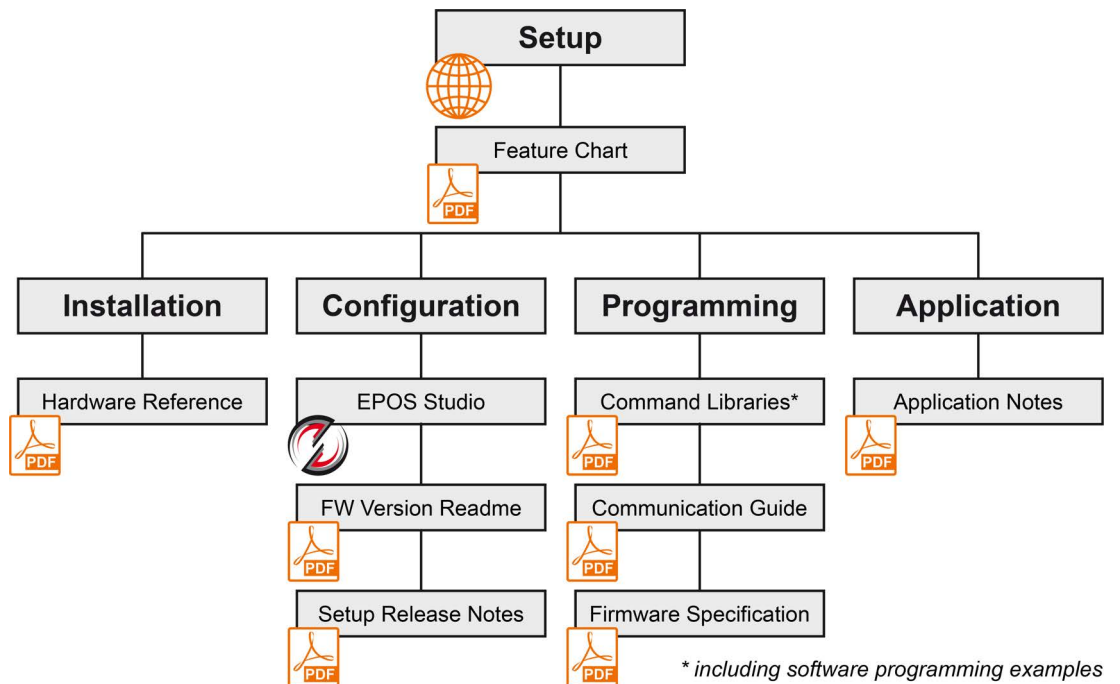 Setup
Feature Chart
PDF
Installation
Configuration
Programming
Application
Hardware Reference
EPOS Studio
Command Libraries*
Application Notes
PDF
PDF
PDF
FW Version Readme
Communication Guide
PDF
PDF
Setup Release Notes
Firmware Specification
PDF
PDF
* including software programming examples